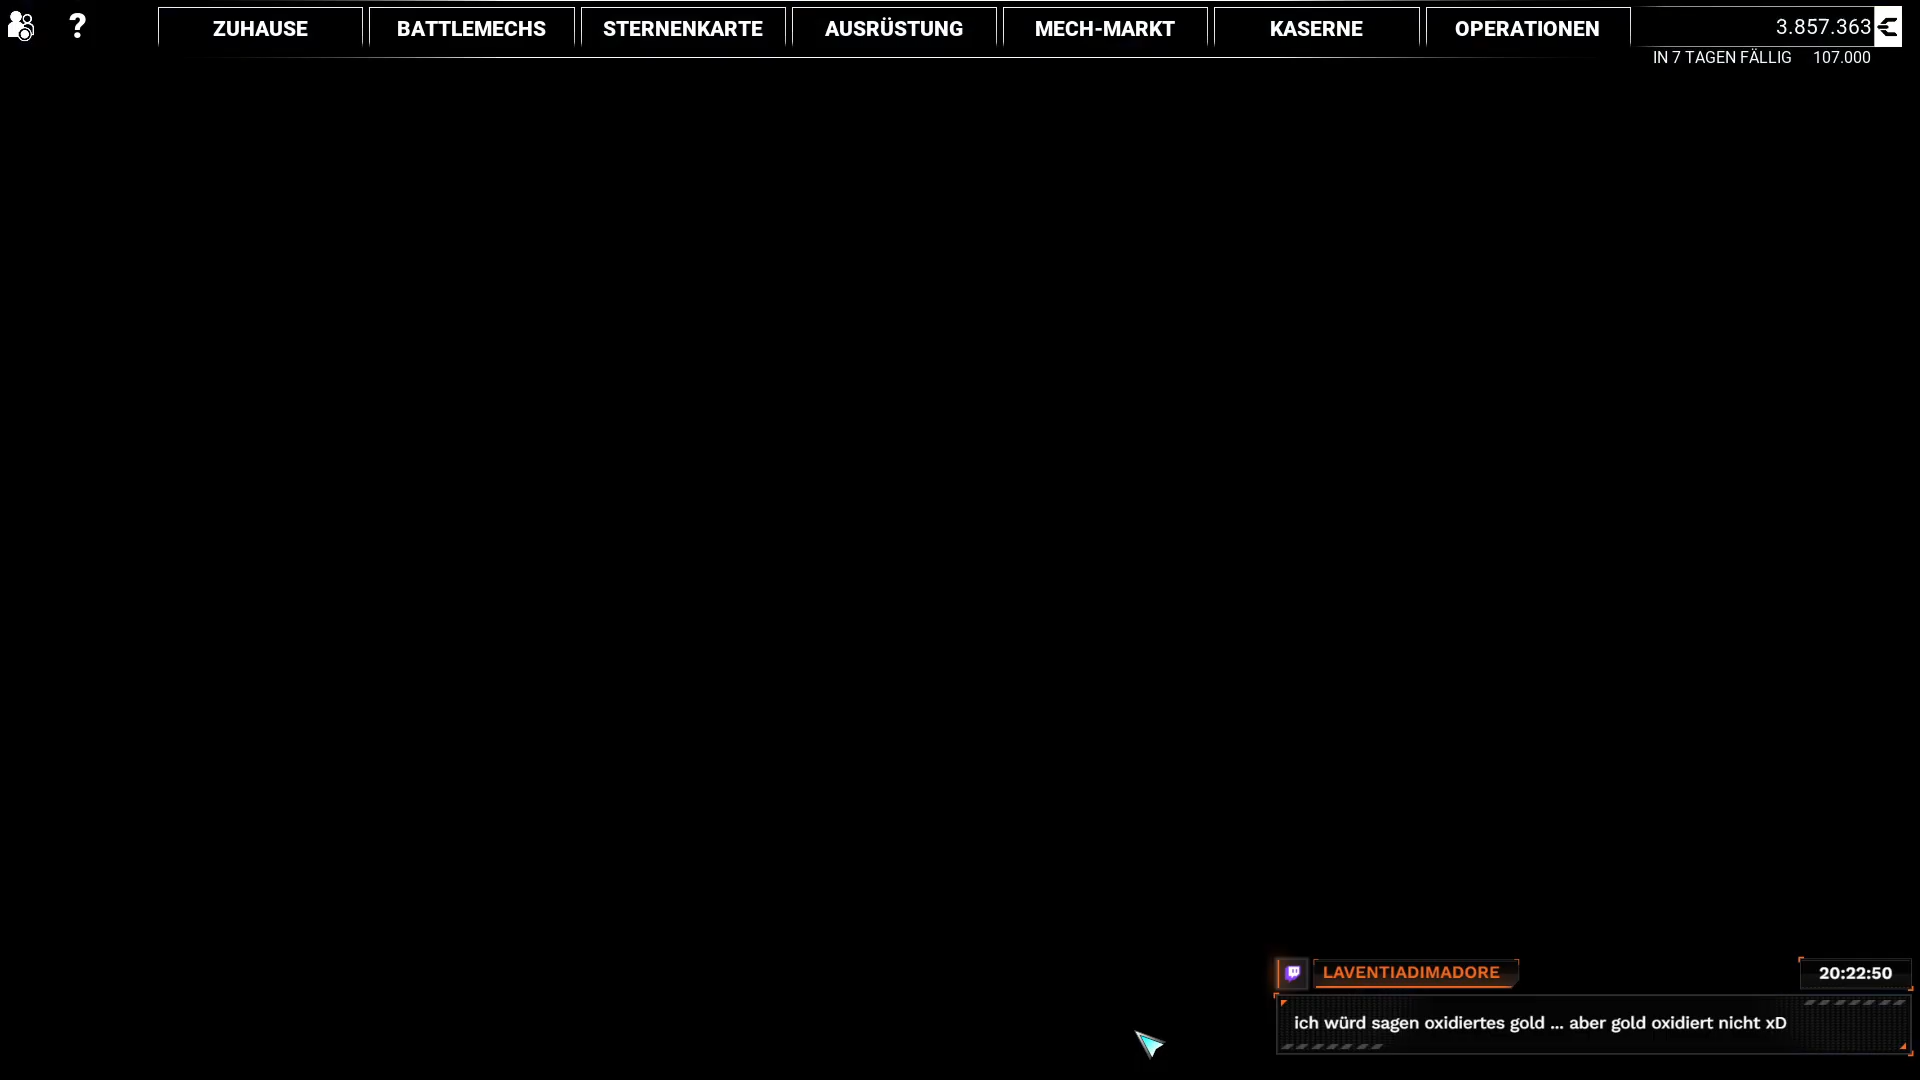 ?
ZUHAUSE
BATTLEMECHS
STERNENKARTE
AUSRÜSTUNG
MECH-MARKT
KASERNE
OPERATIONEN
3.857.363
IN 7 TAGEN FÄLLIG 107.000
LAVENTIADIMADORE
20:22:50
ich würd sagen oxidiertes gold ... aber gold oxidiert nicht xD